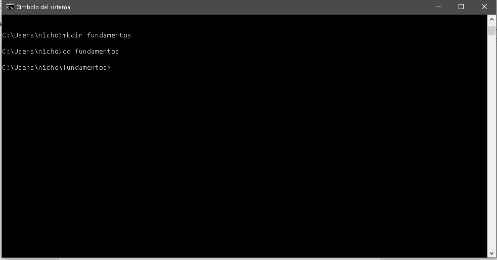 Símbolo del sistema
C:\Users\nicho>mkdir fundamentos
C:\Users\nicho>cd fundamentos
C:\Users\nicho\fundamentos>